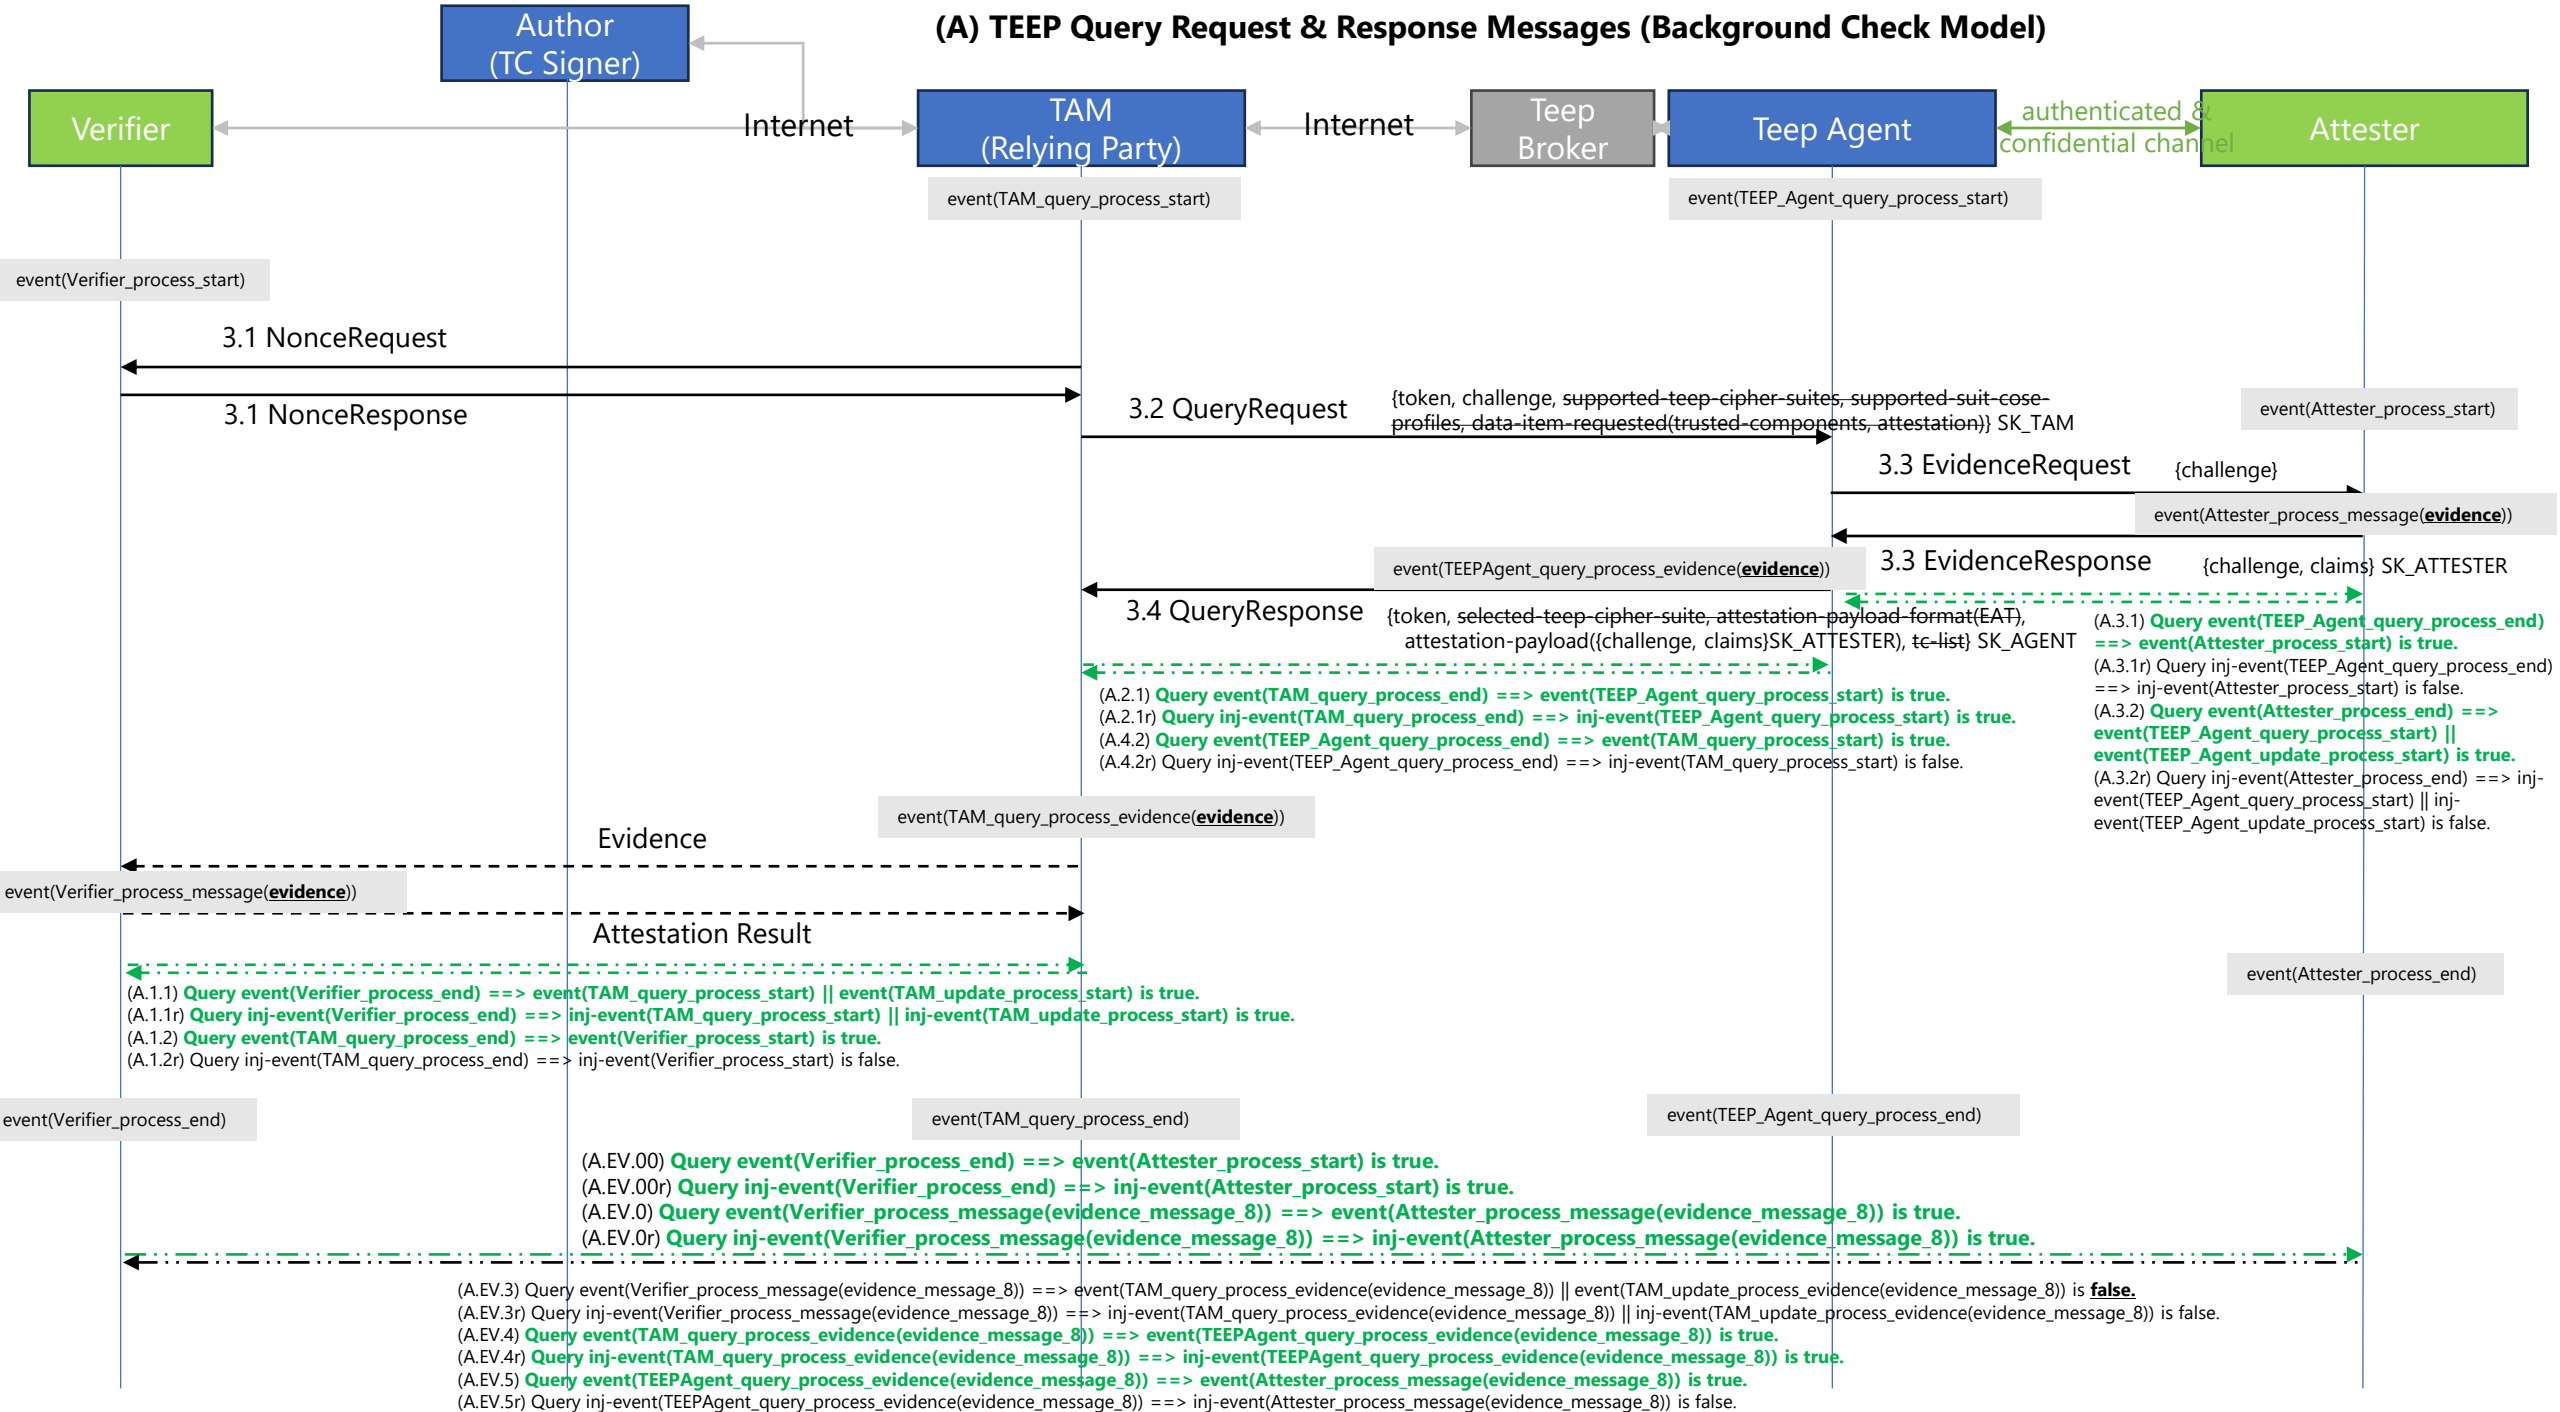 (A) TEEP Query Request & Response Messages (Background Check Model)
Author
(TC Signer)
Verifier
Internet
TAM
(Relying Party)
Internet
Teep
Broker
Teep Agent
authenticated &
confidential channel
Attester
event(TAM_query_process_start)
event(TEEP_Agent_query_process_start)
event(Verifier_process_start)
3.1 NonceRequest
3.1 NonceResponse
3.2 QueryRequest
{token, challenge, supported-teep-cipher-suites, supported-suit-cose-
profiles, data-item-requested(trusted-components, attestation)} SK_TAM
event(Attester_process_start)
3.3 EvidenceRequest
{challenge}
event(Attester_process_message(evidence))
3.3 EvidenceResponse
{challenge, claims} SK_ATTESTER
event(TEEPAgent_query_process_evidence(evidence))
3.4 QueryResponse
{token, selected-teep-cipher-suite, attestation-payload-format(EAT),
attestation-payload({challenge, claims}SK_ATTESTER), tc-list} SK_AGENT
(A.3.1) Query event(TEEP_Agent_query_process_end)
==> event(Attester_process_start) is true.
(A.3.1r) Query inj-event(TEEP_Agent_query_process_end)
==> inj-event(Attester_process_start) is false.
(A.3.2) Query event(Attester_process_end) ==>
event(TEEP_Agent_query_process_start) ||
event(TEEP_Agent_update_process_start) is true.
(A.3.2r) Query inj-event(Attester_process_end) ==> inj-
event(TEEP_Agent_query_process_start) || inj-
event(TEEP_Agent_update_process_start) is false.
(A.2.1) Query event(TAM_query_process_end) ==> event(TEEP_Agent_query_process_start) is true.
(A.2.1r) Query inj-event(TAM_query_process_end) ==> inj-event(TEEP_Agent_query_process_start) is true.
(A.4.2) Query event(TEEP_Agent_query_process_end) ==> event(TAM_query_process_start) is true.
(A.4.2r) Query inj-event(TEEP_Agent_query_process_end) ==> inj-event(TAM_query_process_start) is false.
event(TAM_query_process_evidence(evidence))
Evidence
event(Verifier_process_message(evidence))
Attestation Result
event(Attester_process_end)
(A.1.1) Query event(Verifier_process_end) ==> event(TAM_query_process_start) || event(TAM_update_process_start) is true.
(A.1.1r) Query inj-event(Verifier_process_end) ==> inj-event(TAM_query_process_start) || inj-event(TAM_update_process_start) is true.
(A.1.2) Query event(TAM_query_process_end) ==> event(Verifier_process_start) is true.
(A.1.2r) Query inj-event(TAM_query_process_end) ==> inj-event(Verifier_process_start) is false.
event(Verifier_process_end)
event(TAM_query_process_end)
event(TEEP_Agent_query_process_end)
(A.EV.00) Query event(Verifier_process_end) ==> event(Attester_process_start) is true.
(A.EV.00r) Query inj-event(Verifier_process_end) ==> inj-event(Attester_process_start) is true.
(A.EV.0) Query event(Verifier_process_message(evidence_message_8)) ==> event(Attester_process_message(evidence_message_8)) is true.
(A.EV.0r) Query inj-event(Verifier_process_message(evidence_message_8)) ==> inj-event(Attester_process_message(evidence_message_8)) is true.
(A.EV.3) Query event(Verifier_process_message(evidence_message_8)) ==> event(TAM_query_process_evidence(evidence_message_8)) || event(TAM_update_process_evidence(evidence_message_8)) is false.
(A.EV.3r) Query inj-event(Verifier_process_message(evidence_message_8)) ==> inj-event(TAM_query_process_evidence(evidence_message_8)) || inj-event(TAM_update_process_evidence(evidence_message_8)) is false.
(A.EV.4) Query event(TAM_query_process_evidence(evidence_message_8)) ==> event(TEEPAgent_query_process_evidence(evidence_message_8)) is true.
(A.EV.4r) Query inj-event(TAM_query_process_evidence(evidence_message_8)) ==> inj-event(TEEPAgent_query_process_evidence(evidence_message_8)) is true.
(A.EV.5) Query event(TEEPAgent_query_process_evidence(evidence_message_8)) ==> event(Attester_process_message(evidence_message_8)) is true.
(A.EV.5r) Query inj-event(TEEPAgent_query_process_evidence(evidence_message_8)) ==> inj-event(Attester_process_message(evidence_message_8)) is false.